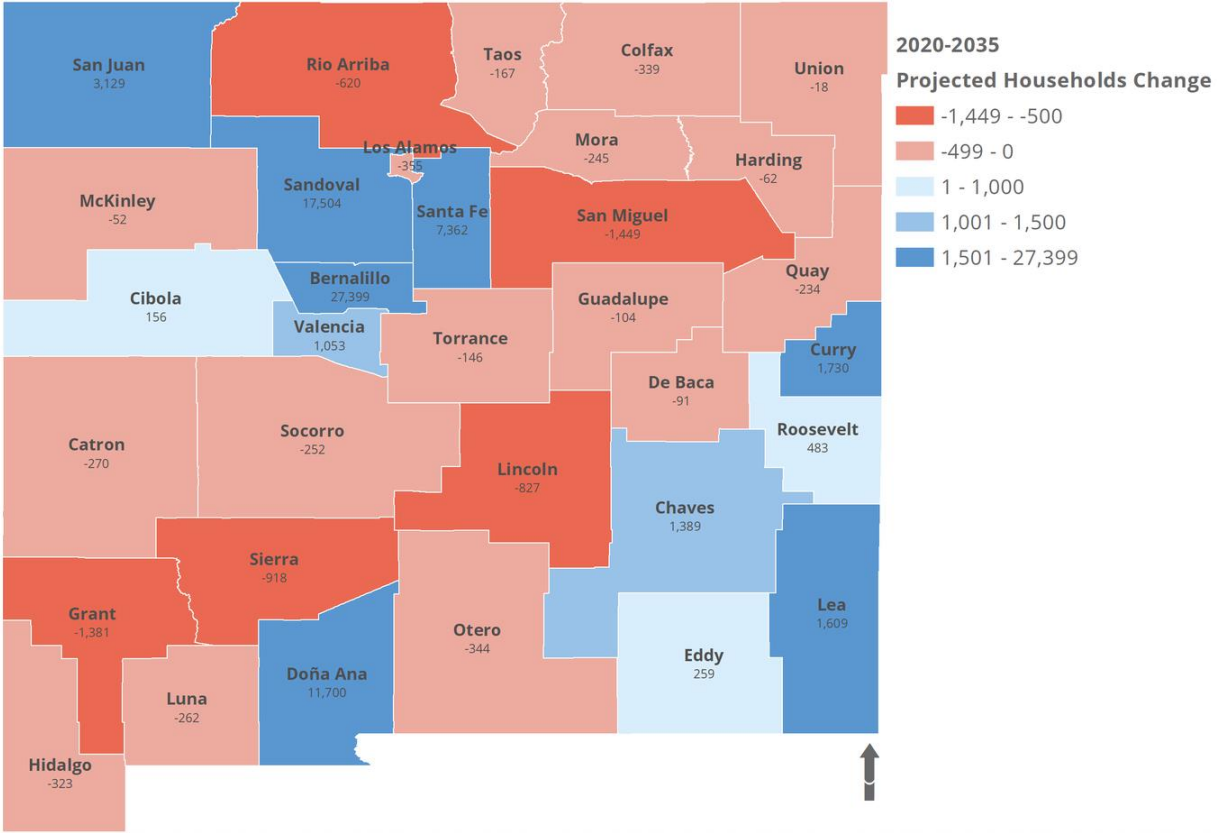 San Juan
3,129
Rio Arriba
-620
Taos
-167
Colfax
-339
Union
-18
2020-2035
Projected Households Change
-1,449 - -500
-499 - 0
1 - 1,000
1,001 - 1,500
1,501 - 27,399
Los Alamos
-355
Mora
-245
Harding
-62
McKinley
-52
Sandoval
17,504
Santa Fe
7,362
San Miguel
-1,449
Quay
-234
Cibola
156
Bernalillo
27,399
Guadalupe
-104
Valencia
1,053
Torrance
-146
Curry
1,730
De Baca
-91
Roosevelt
483
Catron
-270
Socorro
-252
Lincoln
-827
Chaves
1,389
Sierra
-918
Grant
-1,381
Otero
-344
Lea
1,609
Eddy
259
Doña Ana
11,700
Luna
-262
Hidalgo
-323